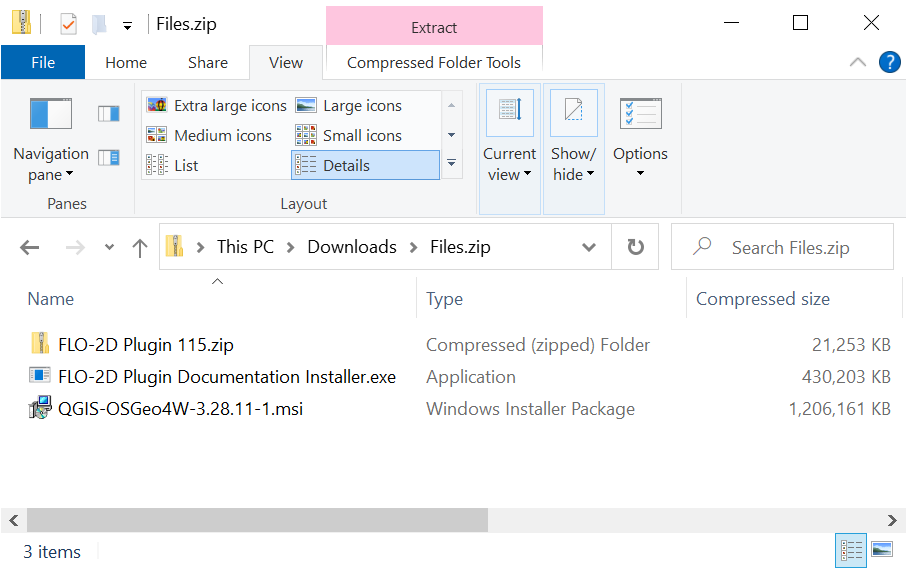 Files.zip
Extract
File Home Share View Compressed Folder Tools ?
Extra large icons Large icons
Medium icons Small icons
List Details
Navigation pane
Current view
Show/ hide
Options
Panes Layout
This PC Downloads Files.zip Search Files.zip
Name Type Compressed size
FLO-2D Plugin 115.zip Compressed (zipped) Folder 21,253 KB
FLO-2D Plugin Documentation Installer.exe Application 430,203 KB
QGIS-OSGeo4W-3.28.11-1.msi Windows Installer Package 1,206,161 KB
3 items